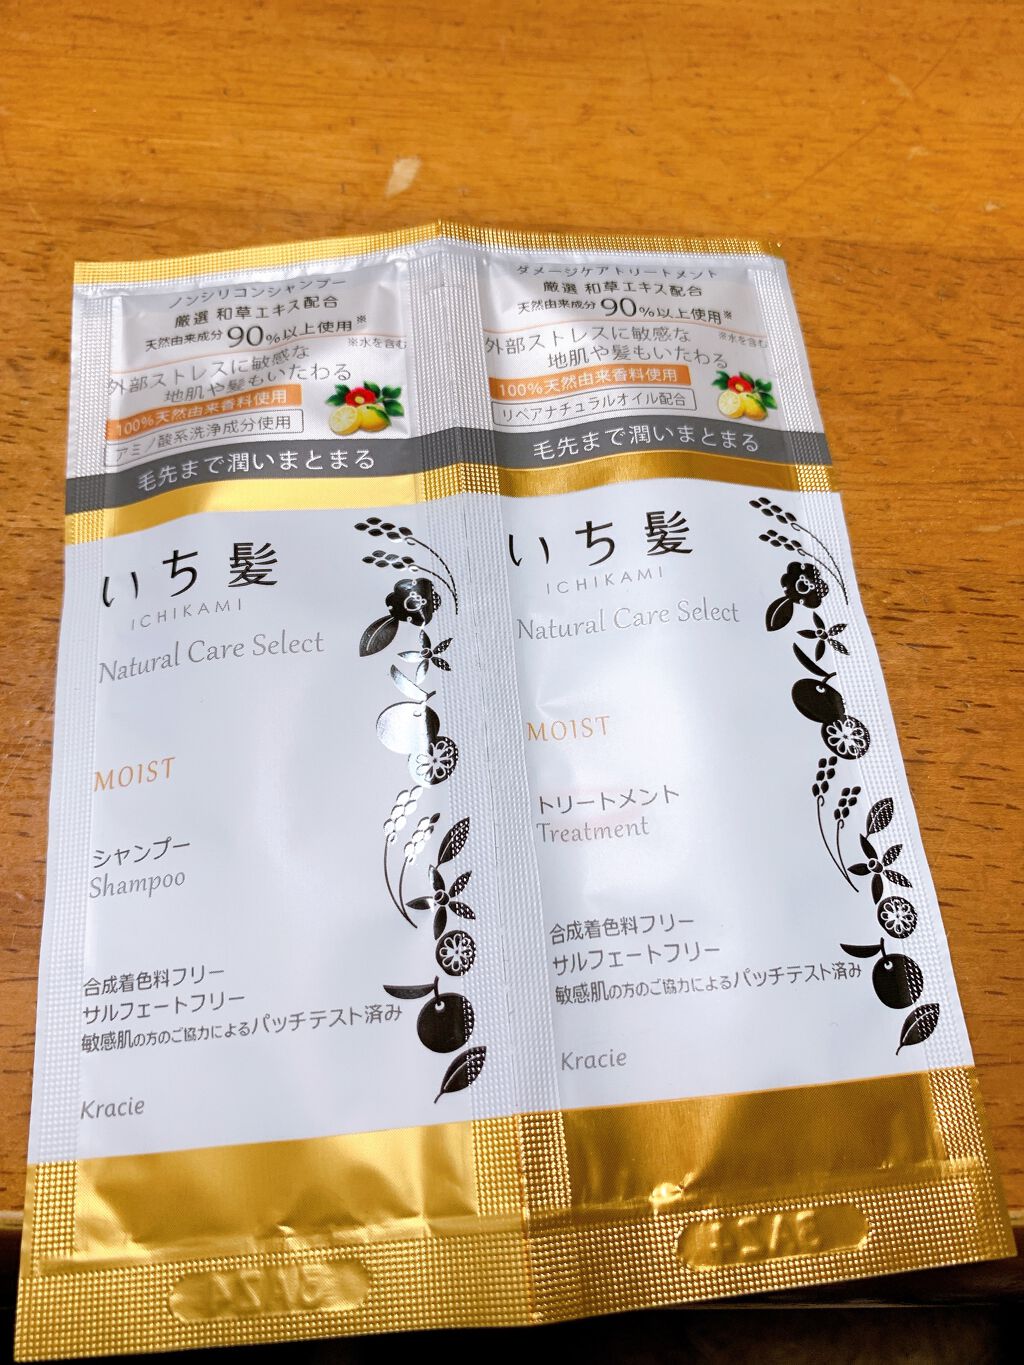 ノンシリコンシャンプー
厳選 和草エキス配合
天然由来成分90%以上使用※
※水を含む
外部ストレスに敏感な
地肌や髪もいたわる
100%天然由来香料使用
アミノ酸系洗浄成分使用
毛先まで潤いまとまる
いち髪
ICHIKAMI
Natural Care Select
MOIST
シャンプー
Shampoo
合成着色料フリー
サルフェートフリー
敏感肌の方のご協力によるパッチテスト済み
Kracie
ダメージケアトリートメント
厳選 和草エキス配合
天然由来成分90%以上使用※
※水を含む
外部ストレスに敏感な
地肌や髪もいたわる
100%天然由来香料使用
リペアナチュラルオイル配合
毛先まで潤いまとまる
いち髪
ICHIKAMI
Natural Care Select
MOIST
トリートメント
Treatment
合成着色料フリー
サルフェートフリー
敏感肌の方のご協力によるパッチテスト済み
Kracie